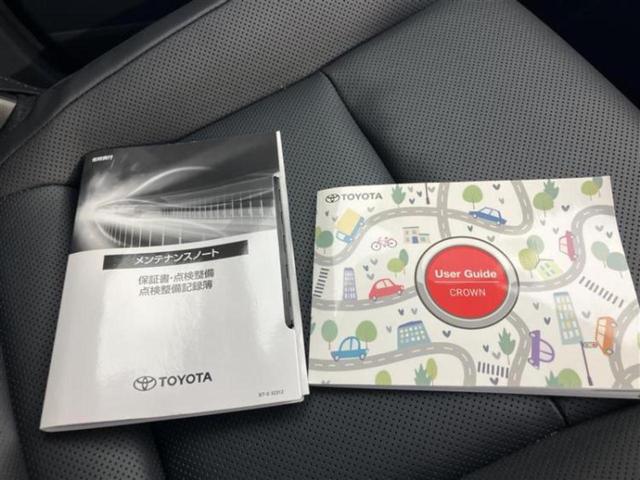 メンテナンスノート
保証書・点検整備
点検整備記録簿
TOYOTA
TOYOTA
User Guide
CROWN